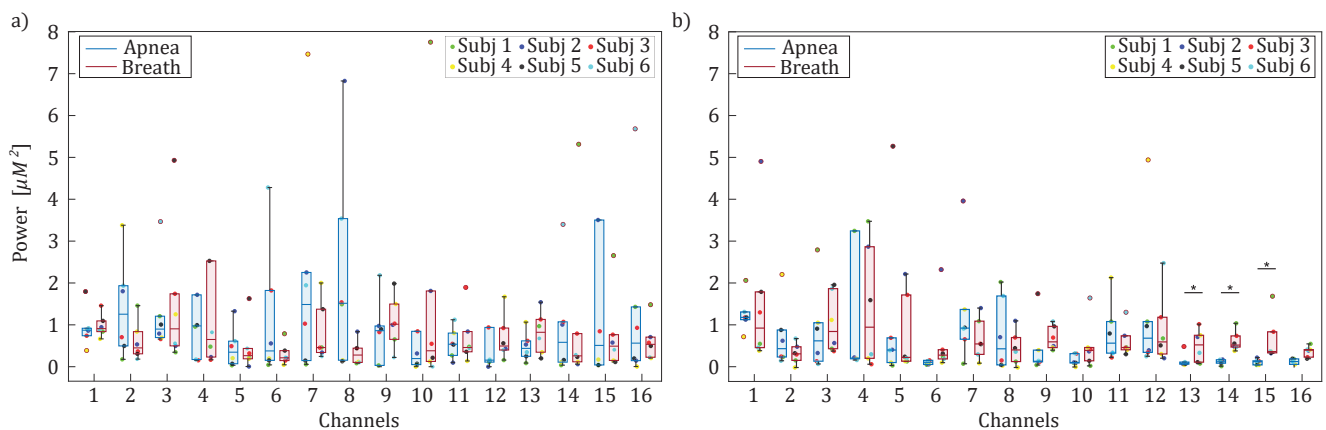 a)
8
7
6
5
4
3
2
1
0
Power [μM²]
Apnea
Breath
Subj 1 Subj 2 Subj 3
Subj 4 Subj 5 Subj 6
1 2 3 4 5 6 7 8 9 10 11 12 13 14 15 16
Channels
b)
8
7
6
5
4
3
2
1
0
Apnea
Breath
Subj 1 Subj 2 Subj 3
Subj 4 Subj 5 Subj 6
* * *
1 2 3 4 5 6 7 8 9 10 11 12 13 14 15 16
Channels